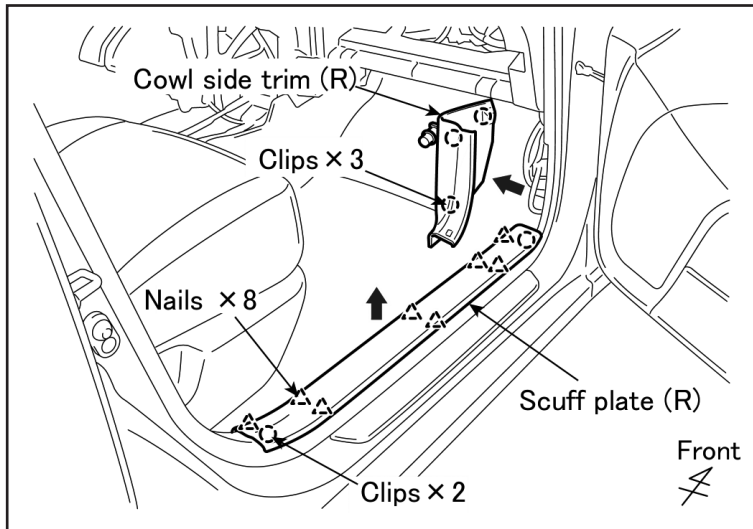 Cowl side trim (R)
Clips × 3
Nails × 8
Scuff plate (R)
Front
Clips × 2